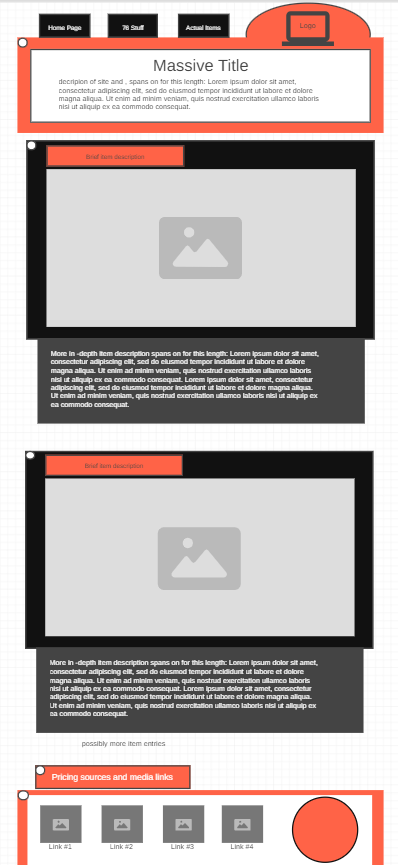 Home Page
76 Stuff
Actual Items
Logo
Massive Title
decripion of site and , spans on for this length: Lorem ipsum dolor sit amet,
consectetur adipiscing elit, sed do eiusmod tempor incididunt ut labore et dolore
magna aliqua. Ut enim ad minim veniam, quis nostrud exercitation ullamco laboris
nisi ut aliquip ex ea commodo consequat.
Brief item description
More in -depth item description spans on for this length: Lorem ipsum dolor sit amet,
consectetur adipiscing elit, sed do eiusmod tempor incididunt ut labore et dolore
magna aliqua. Ut enim ad minim veniam, quis nostrud exercitation ullamco laboris
nisi ut aliquip ex ea commodo consequat. Lorem ipsum dolor sit amet, consectetur
adipiscing elit, sed do eiusmod tempor incididunt ut labore et dolore magna aliqua.
Ut enim ad minim veniam, quis nostrud exercitation ullamco laboris nisi ut aliquip ex
ea commodo consequat.
Brief item description
More in -depth item description spans on for this length: Lorem ipsum dolor sit amet,
consectetur adipiscing elit, sed do eiusmod tempor incididunt ut labore et dolore
magna aliqua. Ut enim ad minim veniam, quis nostrud exercitation ullamco laboris
nisi ut aliquip ex ea commodo consequat. Lorem ipsum dolor sit amet, consectetur
adipiscing elit, sed do eiusmod tempor incididunt ut labore et dolore magna aliqua.
Ut enim ad minim veniam, quis nostrud exercitation ullamco laboris nisi ut aliquip ex
ea commodo consequat.
possibly more item entries
Pricing sources and media links
Link #1
Link #2
Link #3
Link #4